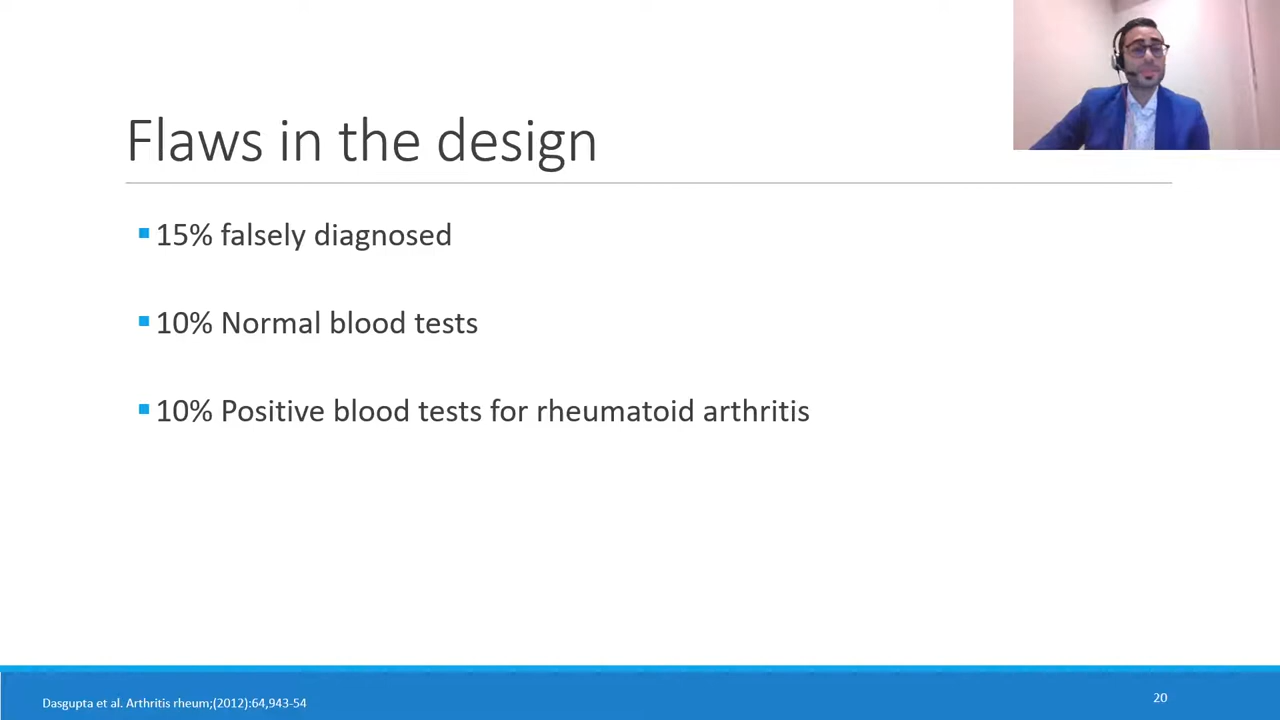 Flaws in the design
15% falsely diagnosed
10% Normal blood tests
10% Positive blood tests for rheumatoid arthritis
Dasgupta et al. Arthritis rheum;(2012):64,943-54
20